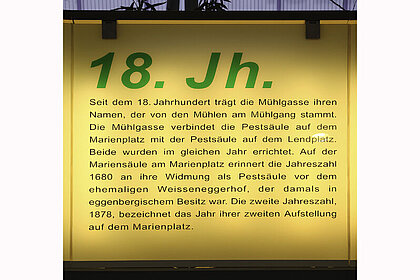 18. Jh.
Seit dem 18. Jahrhundert trägt die Mühlgasse ihren
Namen, der von den Mühlen am Mühlgang stammt.
Die Mühlgasse verbindet die Pestsäule auf dem
Marienplatz mit der Pestsäule auf dem Lendplatz.
Beide wurden im gleichen Jahr errichtet. Auf der
Mariensäule am Marienplatz erinnert die Jahreszahl
1680 an ihre Widmung als Pestsäule vor dem
ehemaligen Weisseneggerhof, der damals in
eggenbergischem Besitz war. Die zweite Jahreszahl,
1878, bezeichnet das Jahr ihrer zweiten Aufstellung
auf dem Marienplatz.